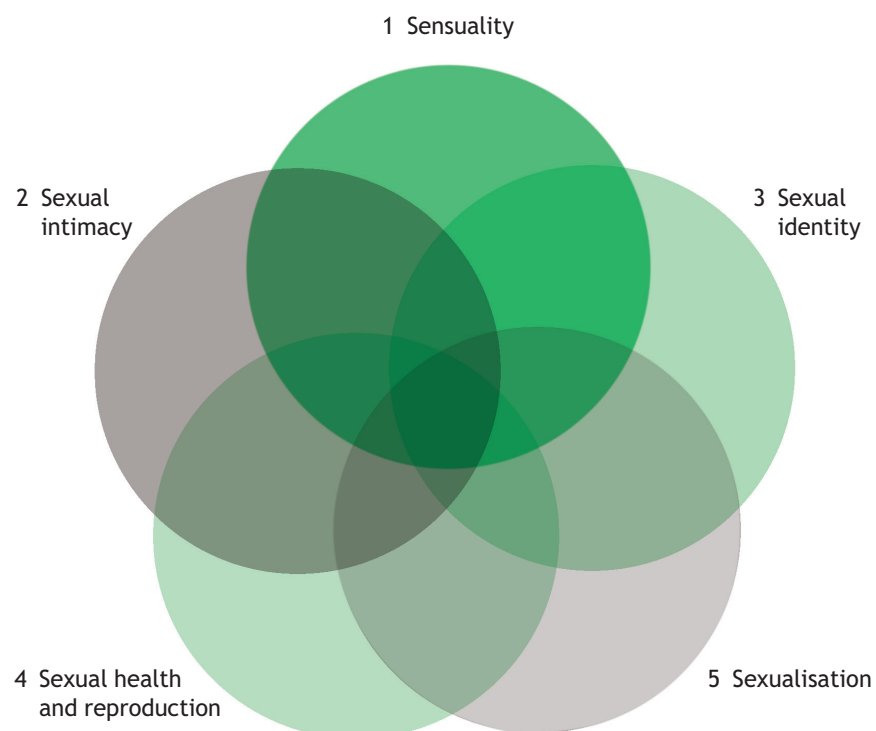 1 Sensuality
2 Sexual
intimacy
3 Sexual
identity
4 Sexual health
and reproduction
5 Sexualisation